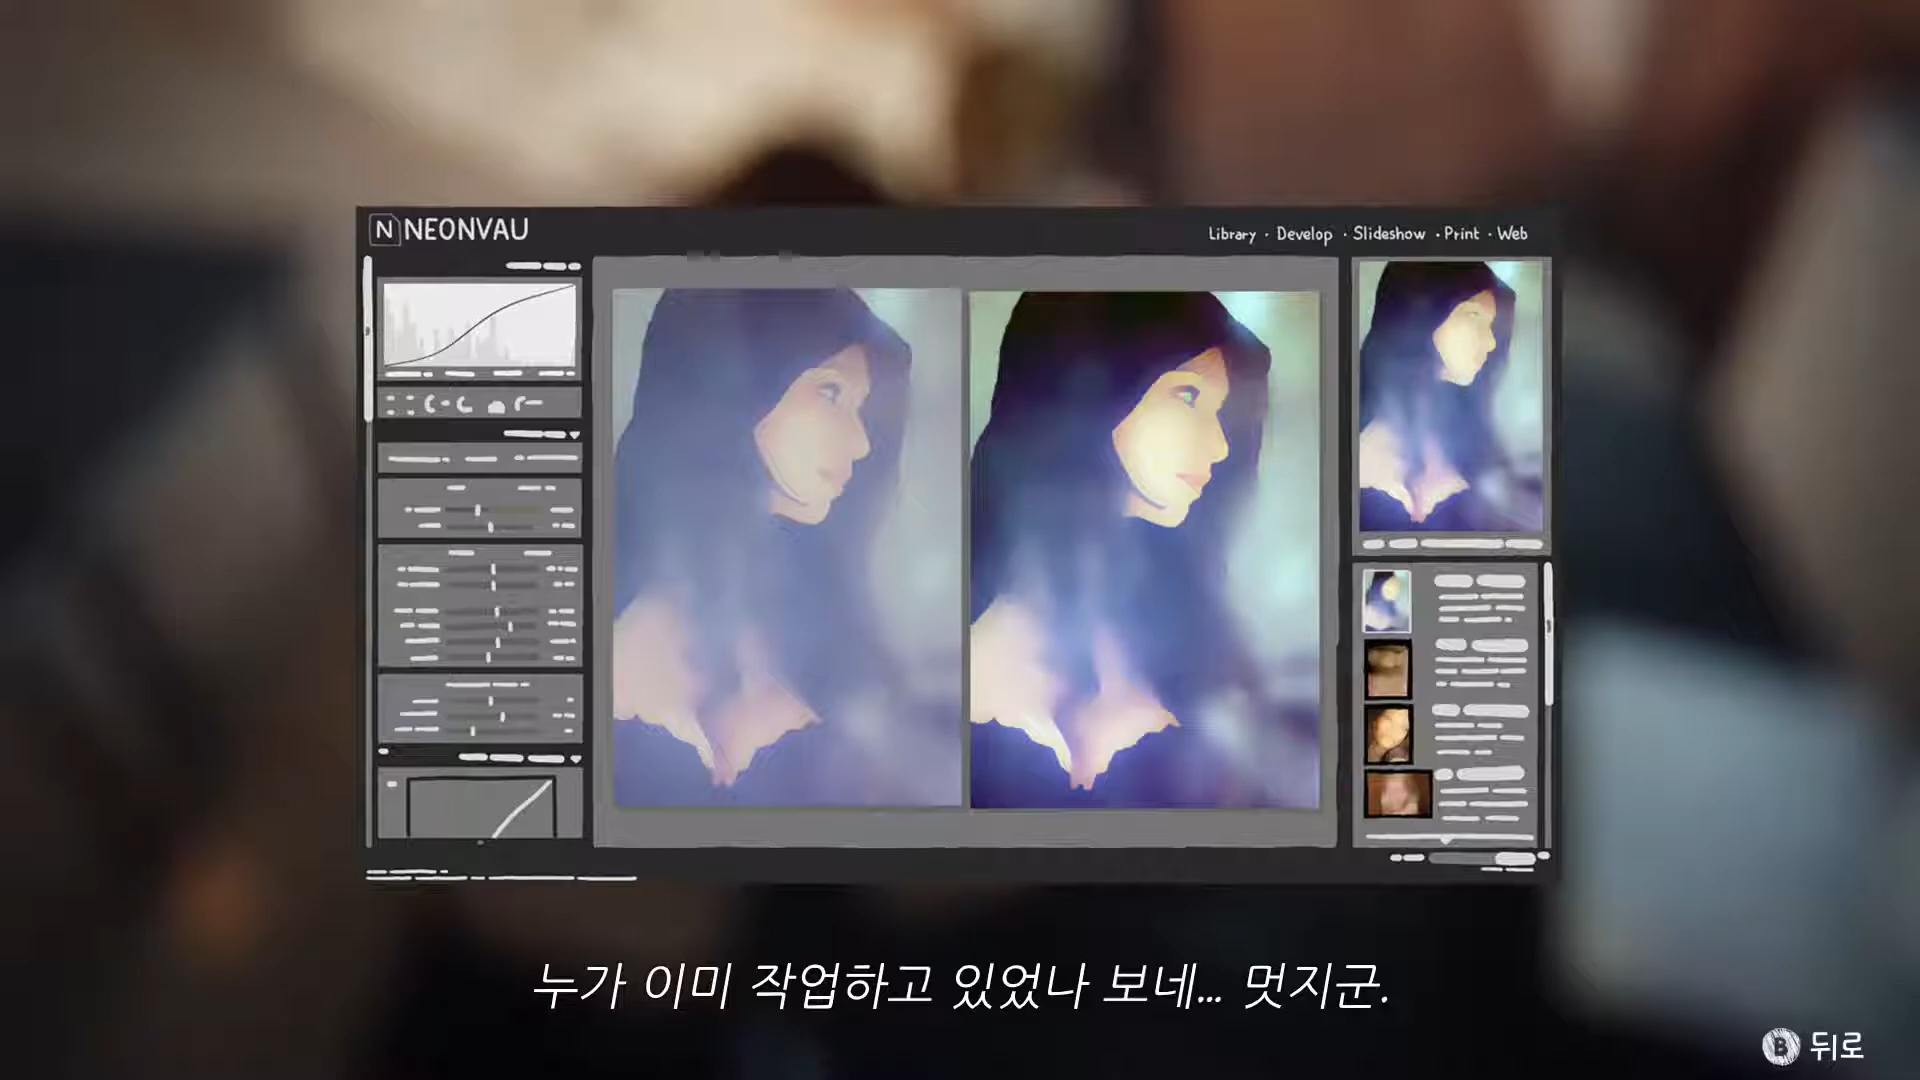 N NEONVAU
Library · Develop · Slideshow · Print · Web
누가 이미 작업하고 있었나 보네... 멋지군.
B 뒤로